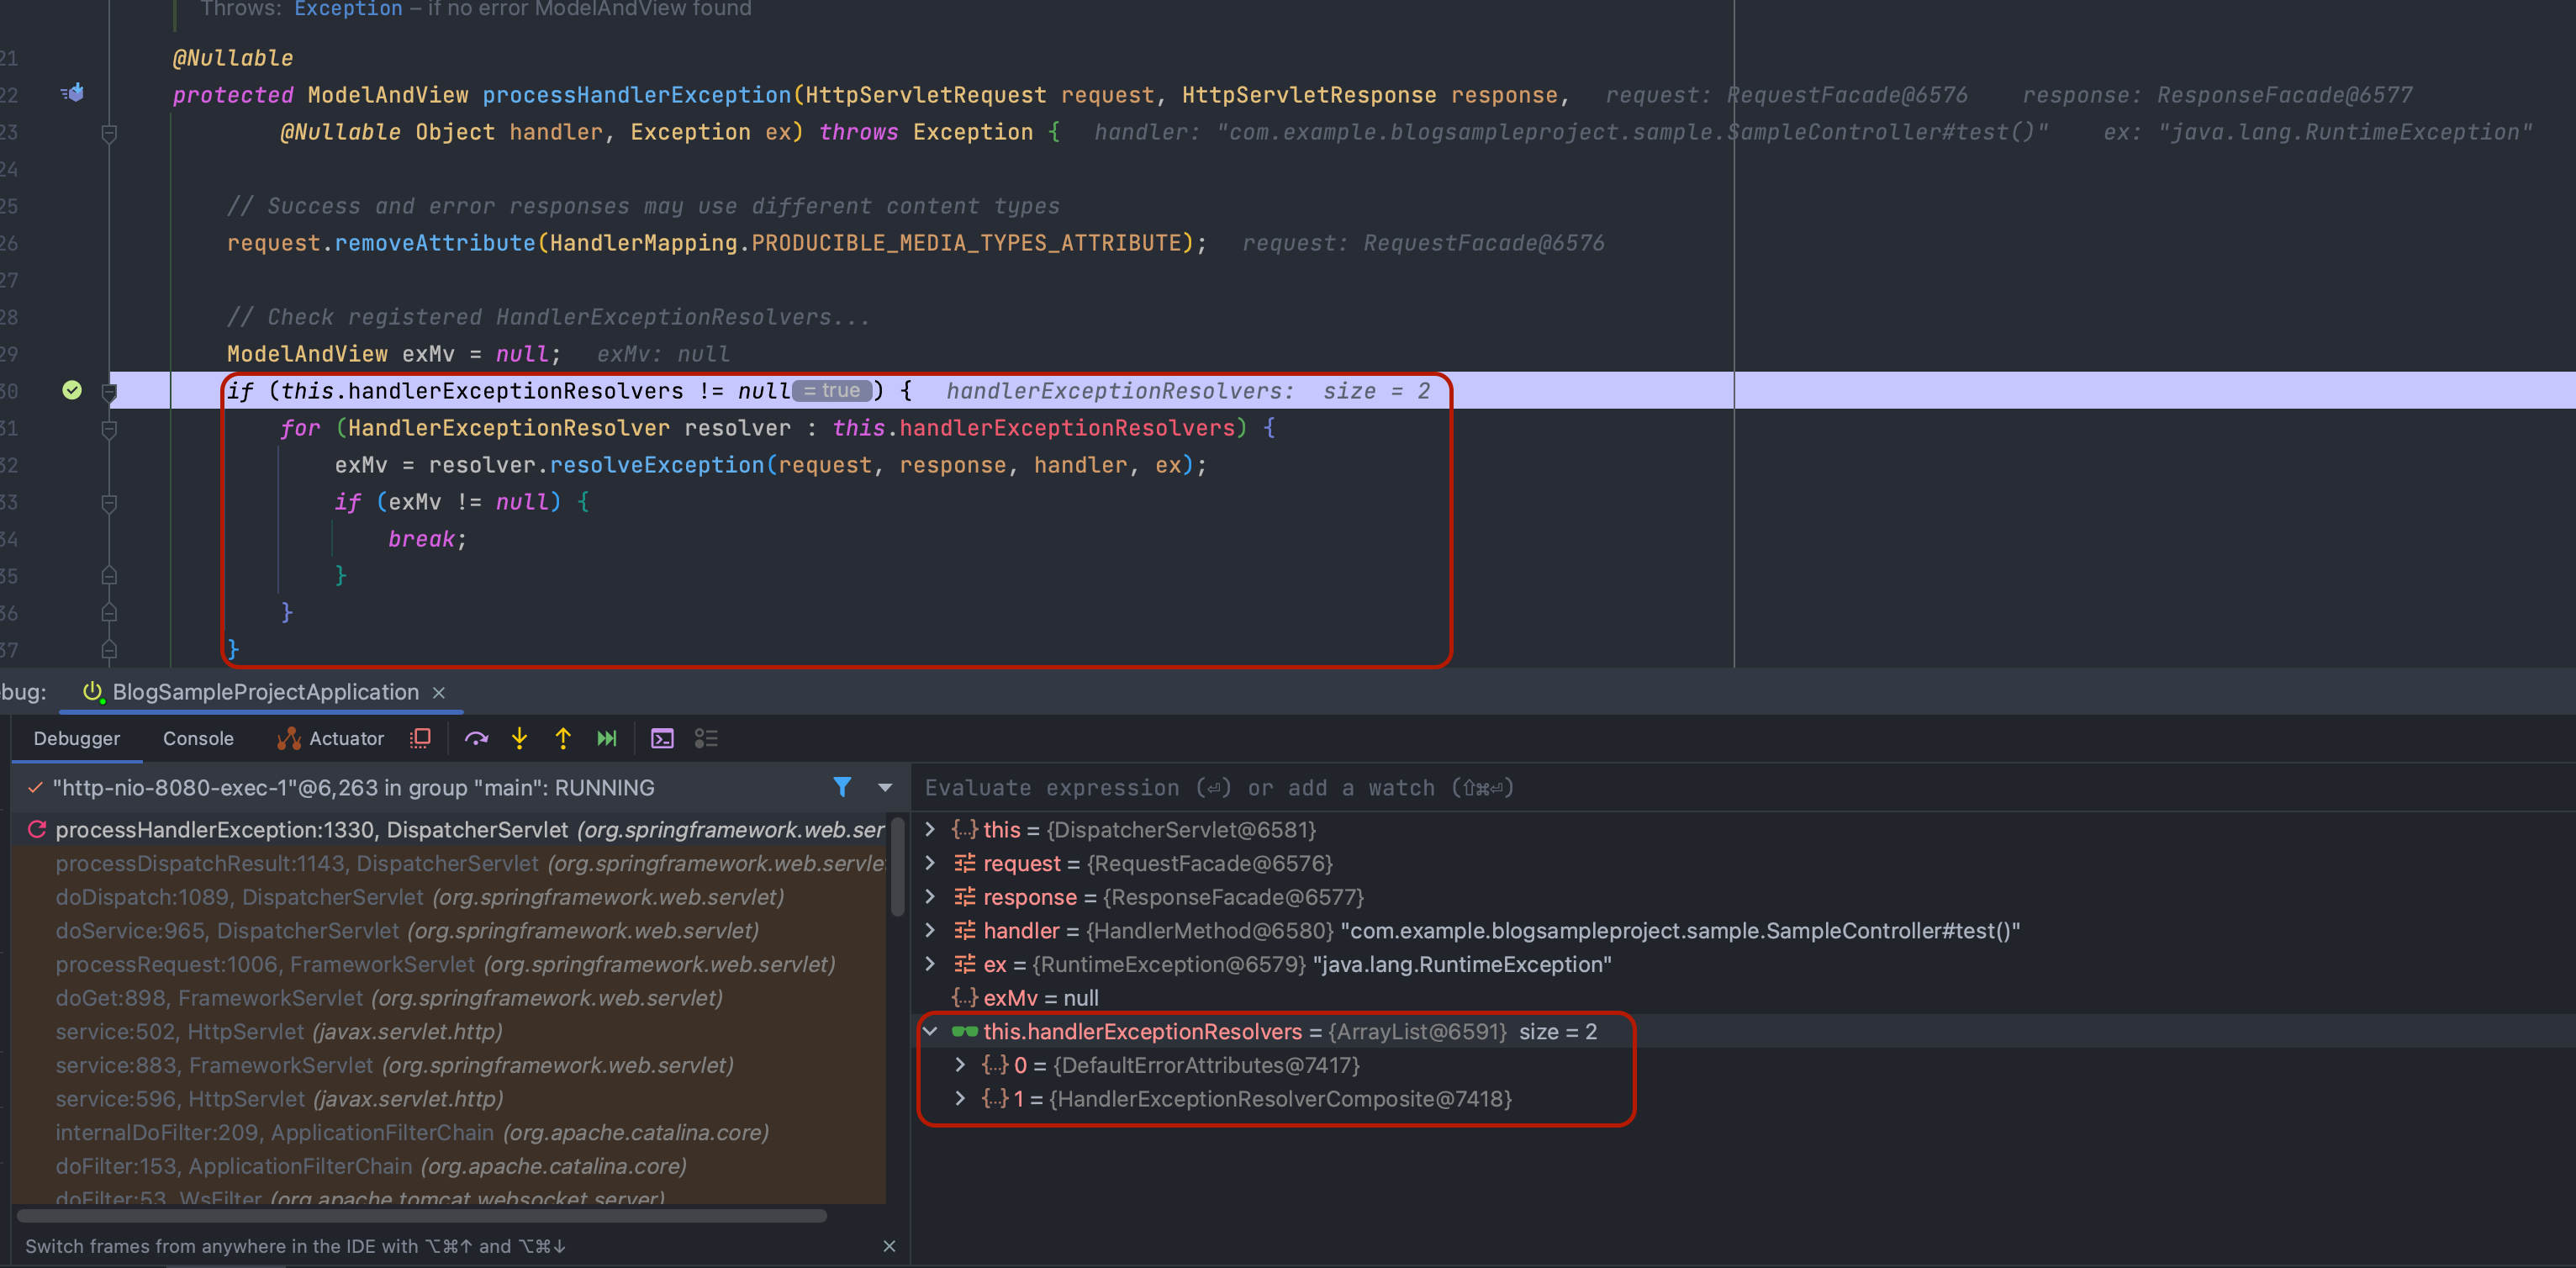 Throws: Exception – if no error ModelAndView found
21 @Nullable
22 protected ModelAndView processHandlerException(HttpServletRequest request, HttpServletResponse response, request: RequestFacade@6576 response: ResponseFacade@6577
23 @Nullable Object handler, Exception ex) throws Exception { handler: "com.example.blogsampleproject.sample.SampleController#test()" ex: "java.lang.RuntimeException"
24
25 // Success and error responses may use different content types
26 request.removeAttribute(HandlerMapping.PRODUCIBLE_MEDIA_TYPES_ATTRIBUTE); request: RequestFacade@6576
27
28 // Check registered HandlerExceptionResolvers...
29 ModelAndView exMv = null; exMv: null
30 if (this.handlerExceptionResolvers != null = true ) { handlerExceptionResolvers: size = 2
31 for (HandlerExceptionResolver resolver : this.handlerExceptionResolvers) {
32 exMv = resolver.resolveException(request, response, handler, ex);
33 if (exMv != null) {
34 break;
35 }
36 }
37 }
bug: BlogSampleProjectApplication ×
Debugger Console Actuator
"http-nio-8080-exec-1"@6,263 in group "main": RUNNING
processHandlerException:1330, DispatcherServlet (org.springframework.web.ser
processDispatchResult:1143, DispatcherServlet (org.springframework.web.servle
doDispatch:1089, DispatcherServlet (org.springframework.web.servlet)
doService:965, DispatcherServlet (org.springframework.web.servlet)
processRequest:1006, FrameworkServlet (org.springframework.web.servlet)
doGet:898, FrameworkServlet (org.springframework.web.servlet)
service:502, HttpServlet (javax.servlet.http)
service:883, FrameworkServlet (org.springframework.web.servlet)
service:596, HttpServlet (javax.servlet.http)
internalDoFilter:209, ApplicationFilterChain (org.apache.catalina.core)
doFilter:153, ApplicationFilterChain (org.apache.catalina.core)
doFilter:53, WsFilter (org.apache.tomcat.websocket.server)
Switch frames from anywhere in the IDE with ⌥⌘↑ and ⌥⌘↓ ×
Evaluate expression (⏎) or add a watch (⇧⌘⏎)
this = {DispatcherServlet@6581}
request = {RequestFacade@6576}
response = {ResponseFacade@6577}
handler = {HandlerMethod@6580} "com.example.blogsampleproject.sample.SampleController#test()"
ex = {RuntimeException@6579} "java.lang.RuntimeException"
exMv = null
this.handlerExceptionResolvers = {ArrayList@6591} size = 2
0 = {DefaultErrorAttributes@7417}
1 = {HandlerExceptionResolverComposite@7418}